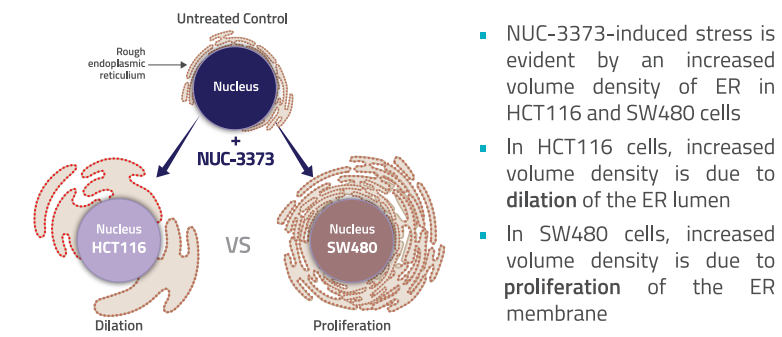 Untreated Control
Rough
endoplasmic
reticulium
Nucleus
+
NUC-3373
Nucleus
HCT116
VS
Nucleus
SW480
Dilation
Proliferation
NUC-3373-induced stress is
evident by an increased
volume density of ER in
HCT116 and SW480 cells
In HCT116 cells, increased
volume density is due to
dilation of the ER lumen
In SW480 cells, increased
volume density is due to
proliferation of the ER
membrane